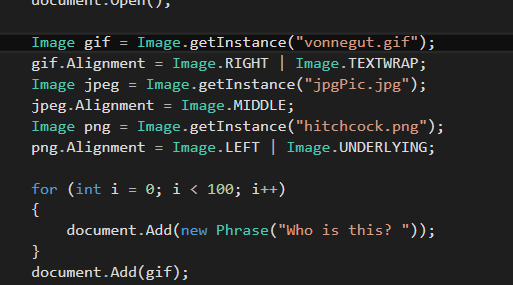 document.Open();
Image gif = Image.getInstance("vonnegut.gif");
gif.Alignment = Image.RIGHT | Image.TEXTWRAP;
Image jpeg = Image.getInstance("jpgPic.jpg");
jpeg.Alignment = Image.MIDDLE;
Image png = Image.getInstance("hitchcock.png");
png.Alignment = Image.LEFT | Image.UNDERLYING;
for (int i = 0; i < 100; i++)
{
document.Add(new Phrase("Who is this? "));
}
document.Add(gif);